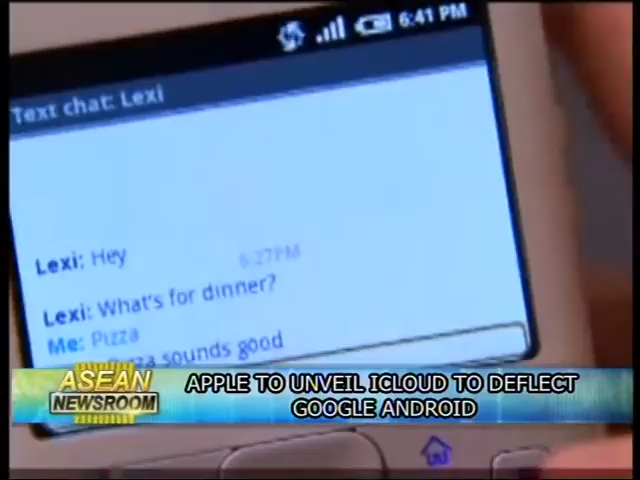 6:41 PM
Text chat: Lexi
Lexi: Hey
6:27PM
Lexi: What's for dinner?
Me: Pizza
Pizza sounds good
ASEAN
NEWSROOM
APPLE TO UNVEIL ICLOUD TO DEFLECT
GOOGLE ANDROID